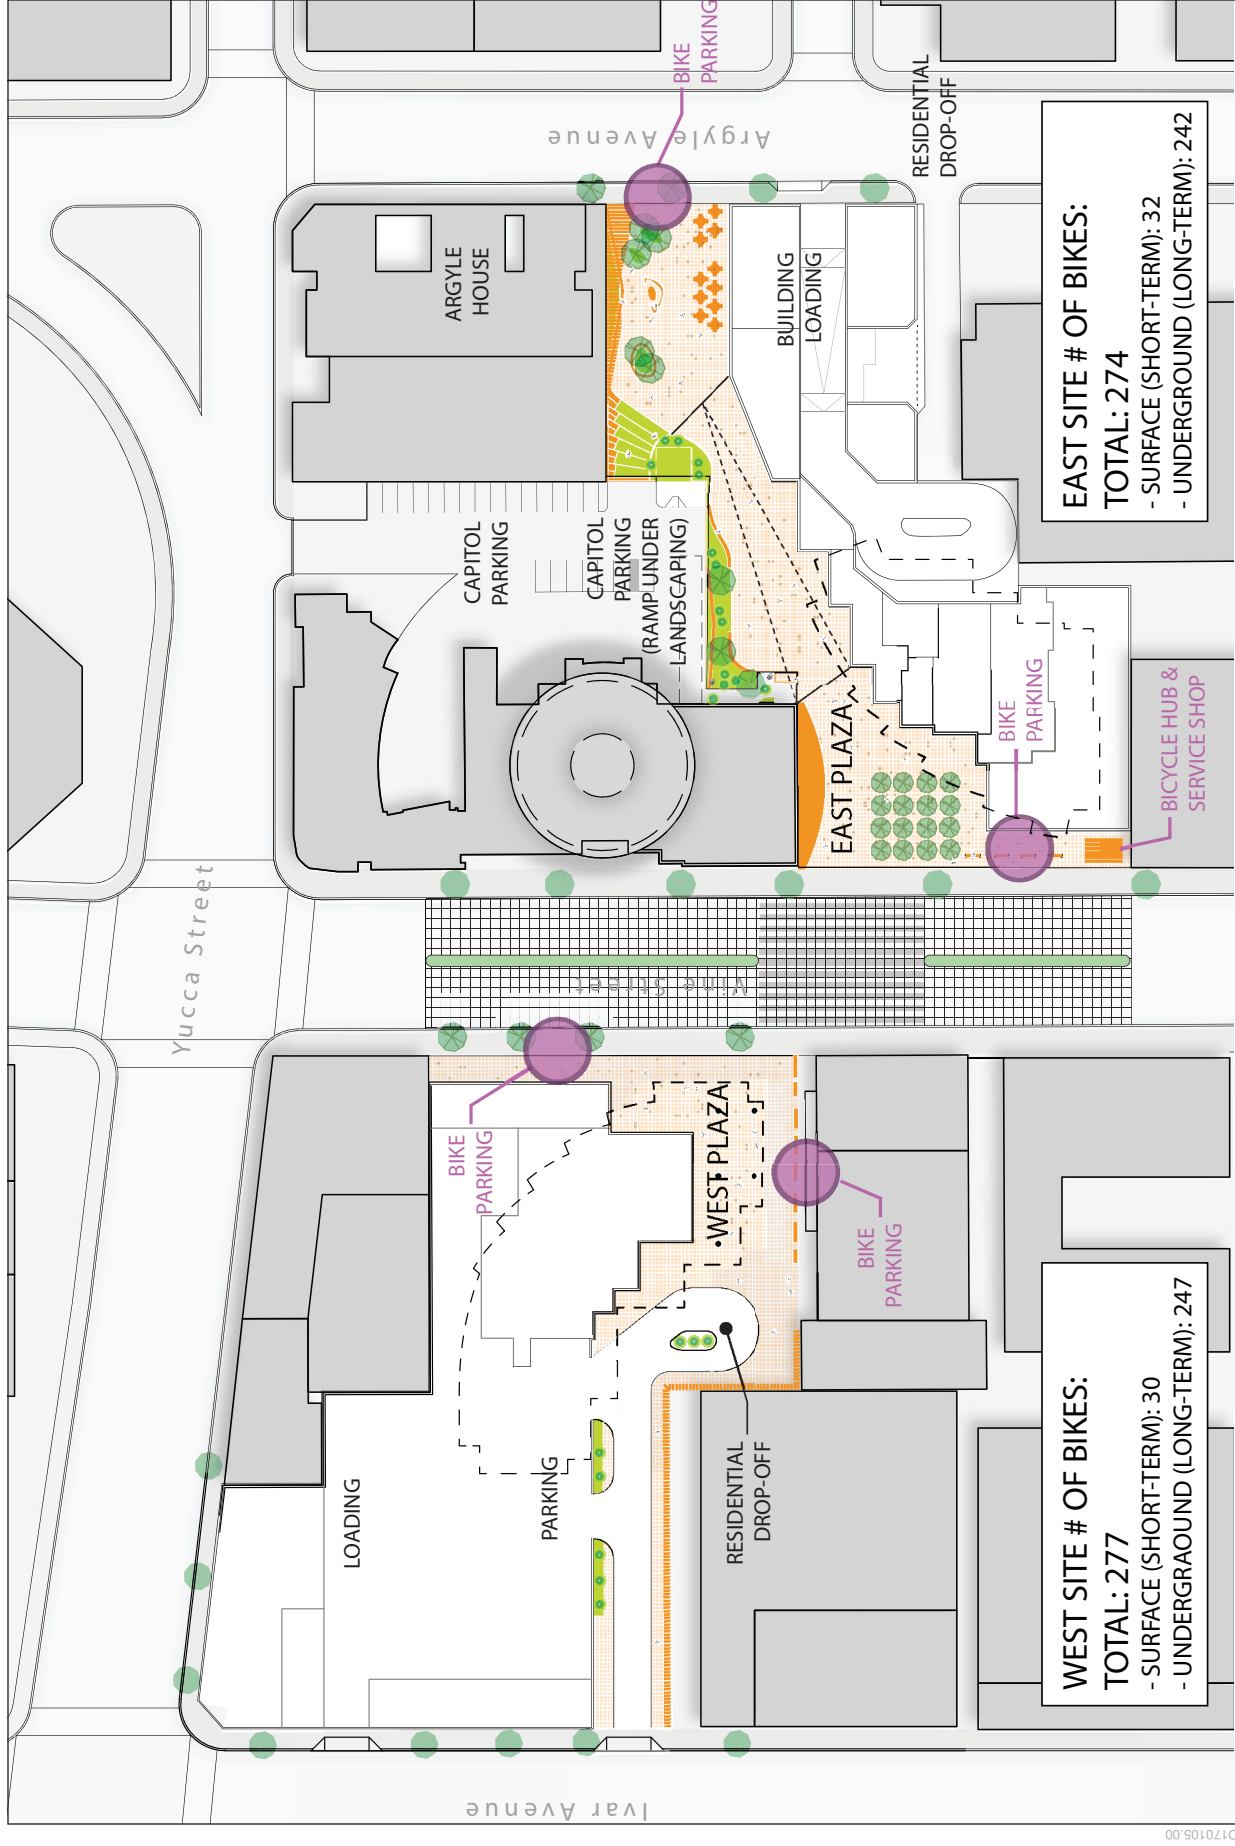 Yucca Street
Ivar Avenue
Vine Street
Argyle Avenue
LOADING
PARKING
BIKE
PARKING
WEST PLAZA
RESIDENTIAL
DROP-OFF
BIKE
PARKING
CAPITOL
PARKING
CAPITOL
PARKING
(RAMP UNDER
LANDSCAPING)
ARGYLE
HOUSE
BIKE
PARKING
BUILDING
LOADING
RESIDENTIAL
DROP-OFF
EAST PLAZA
BIKE
PARKING
BICYCLE HUB &
SERVICE SHOP
WEST SITE # OF BIKES:
TOTAL: 277
- SURFACE (SHORT-TERM): 30
- UNDERGRAOUND (LONG-TERM): 247
EAST SITE # OF BIKES:
TOTAL: 274
- SURFACE (SHORT-TERM): 32
- UNDERGROUND (LONG-TERM): 242
D170105.00